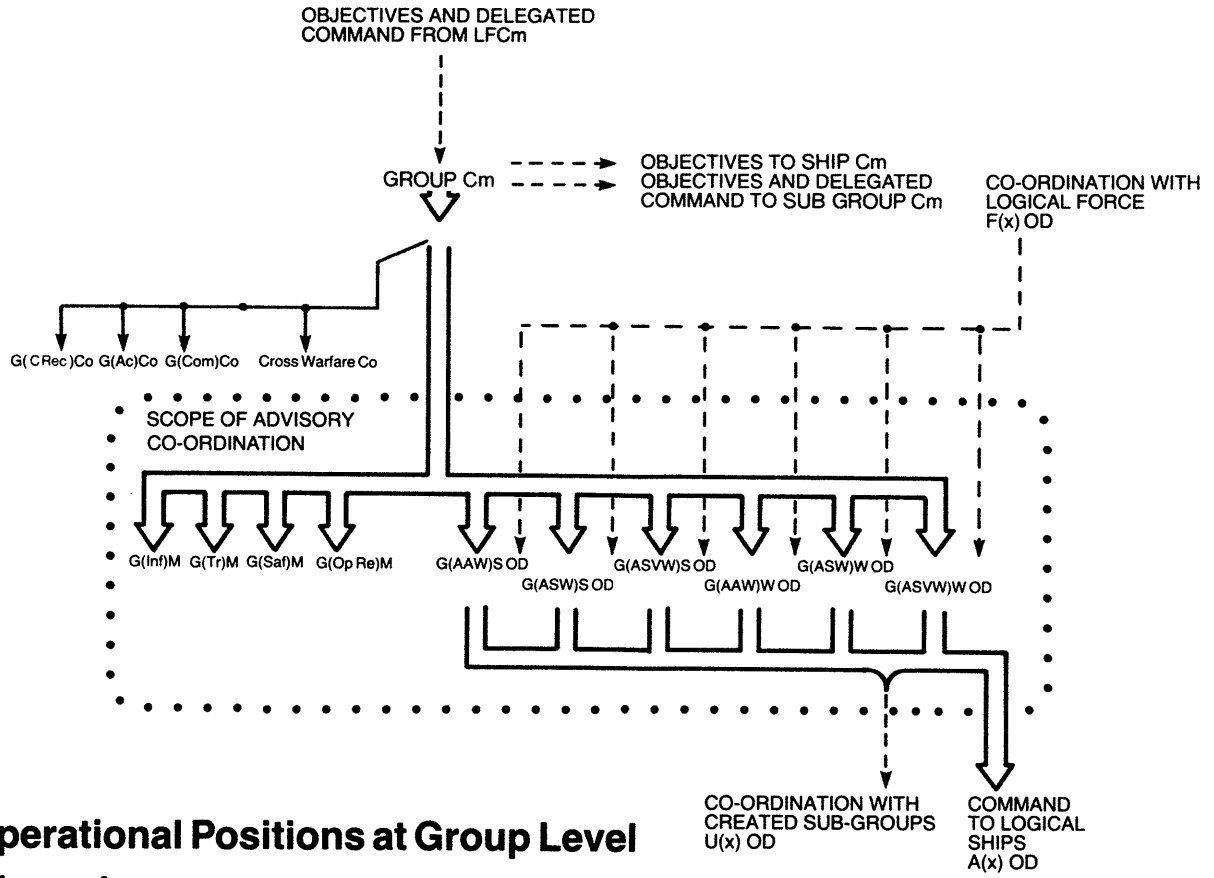 OBJECTIVES AND DELEGATED
COMMAND FROM LFCm
GROUP Cm
OBJECTIVES TO SHIP Cm
OBJECTIVES AND DELEGATED
COMMAND TO SUB GROUP Cm
CO-ORDINATION WITH
LOGICAL FORCE
F(x) OD
G(CRec)Co G(Ac)Co G(Com)Co Cross Warfare Co
SCOPE OF ADVISORY
CO-ORDINATION
G(Inf)M G(Tr)M G(Saf)M G(Op Re)M G(AAW)S OD G(ASVW)S OD G(ASW)W OD
G(ASW)S OD G(AAW)W OD G(ASVW)W OD
CO-ORDINATION WITH
CREATED SUB-GROUPS
U(x) OD
COMMAND
TO LOGICAL
SHIPS
A(x) OD
perational Positions at Group Level